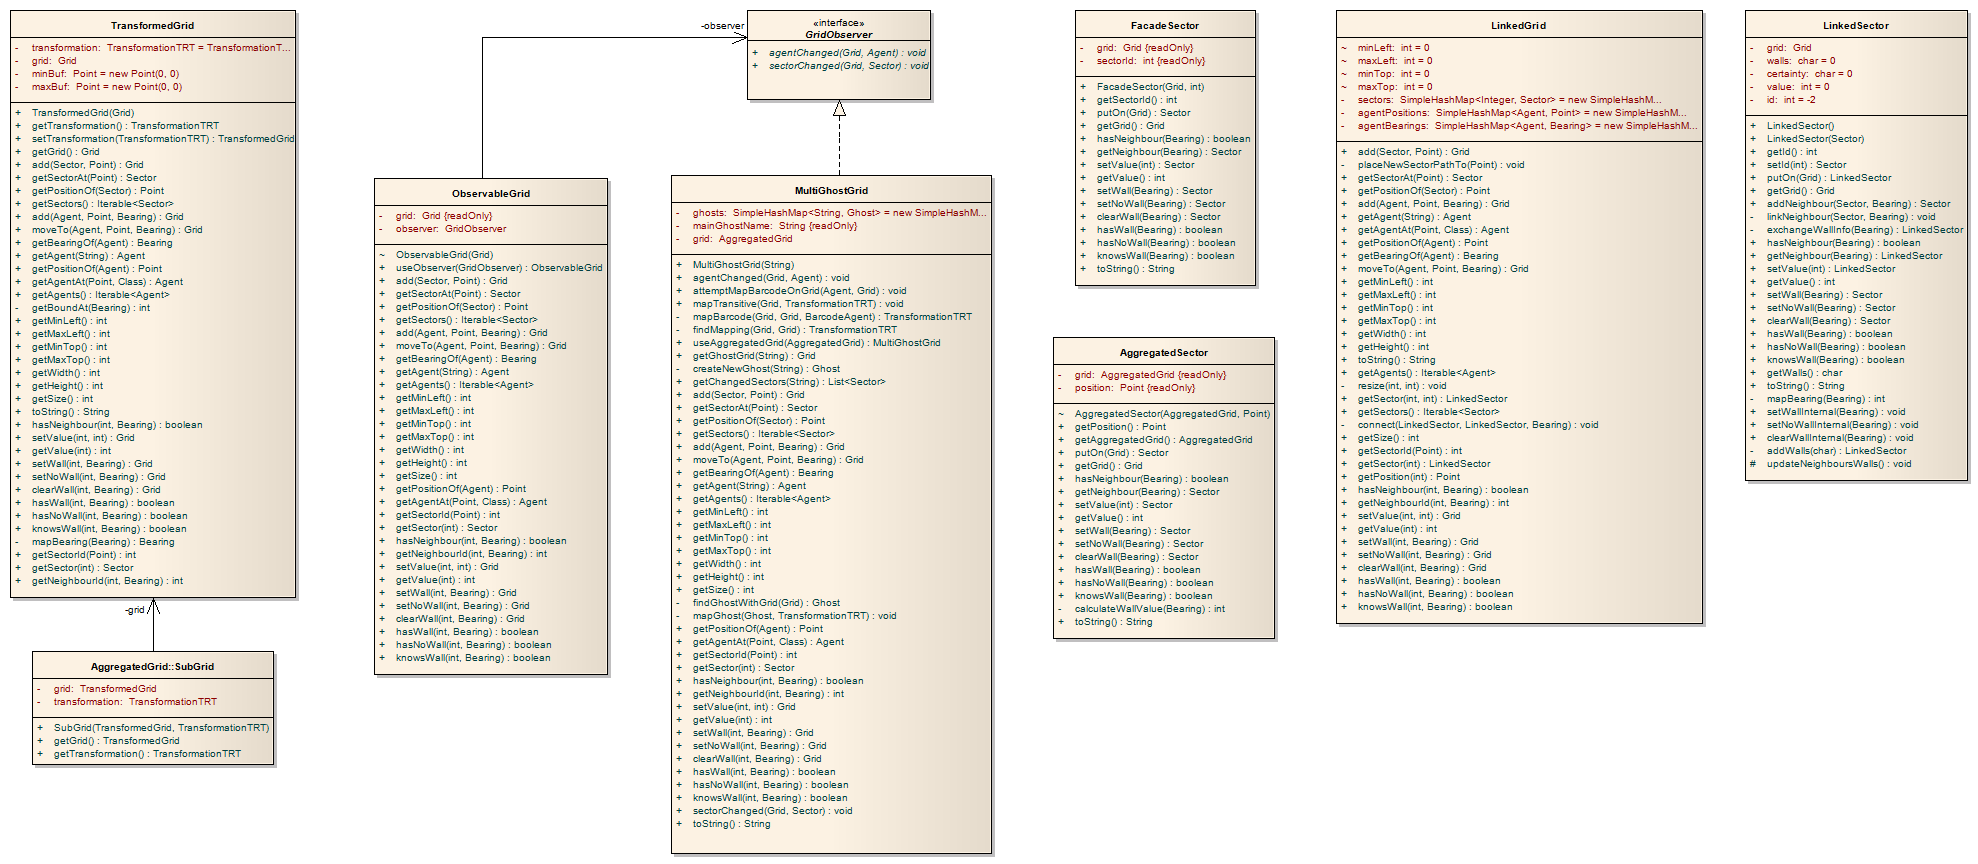 TransformedGrid
- transformation: TransformationTRT = TransformationT...
- grid: Grid
- minBuf: Point = new Point(0, 0)
- maxBuf: Point = new Point(0, 0)
+ TransformedGrid(Grid)
+ getTransformation() : TransformationTRT
+ setTransformation(TransformationTRT) : TransformedGrid
+ getGrid() : Grid
+ add(Sector, Point) : Grid
+ getSectorAt(Point) : Sector
+ getPositionOf(Sector) : Point
+ getSectors() : Iterable<Sector>
+ add(Agent, Point, Bearing) : Grid
+ moveTo(Agent, Point, Bearing) : Grid
+ getBearingOf(Agent) : Bearing
+ getAgent(String) : Agent
+ getPositionOf(Agent) : Point
+ getAgentAt(Point, Class) : Agent
+ getAgents() : Iterable<Agent>
- getBoundAt(Bearing) : int
+ getMinLeft() : int
+ getMaxLeft() : int
+ getMinTop() : int
+ getMaxTop() : int
+ getWidth() : int
+ getHeight() : int
+ getSize() : int
+ toString() : String
+ hasNeighbour(int, Bearing) : boolean
+ setValue(int, int) : Grid
+ getValue(int) : int
+ setWall(int, Bearing) : Grid
+ setNoWall(int, Bearing) : Grid
+ clearWall(int, Bearing) : Grid
+ hasWall(int, Bearing) : boolean
+ hasNoWall(int, Bearing) : boolean
+ knowsWall(int, Bearing) : boolean
- mapBearing(Bearing) : Bearing
+ getSectorId(Point) : int
+ getSector(int) : Sector
+ getNeighbourId(int, Bearing) : int
-grid
AggregatedGrid::SubGrid
- grid: TransformedGrid
- transformation: TransformationTRT
+ SubGrid(TransformedGrid, TransformationTRT)
+ getGrid() : TransformedGrid
+ getTransformation() : TransformationTRT
-observer
ObservableGrid
- grid: Grid {readOnly}
- observer: GridObserver
~ ObservableGrid(Grid)
+ useObserver(GridObserver) : ObservableGrid
+ add(Sector, Point) : Grid
+ getSectorAt(Point) : Sector
+ getPositionOf(Sector) : Point
+ getSectors() : Iterable<Sector>
+ add(Agent, Point, Bearing) : Grid
+ moveTo(Agent, Point, Bearing) : Grid
+ getBearingOf(Agent) : Bearing
+ getAgent(String) : Agent
+ getAgents() : Iterable<Agent>
+ getMinLeft() : int
+ getMaxLeft() : int
+ getMinTop() : int
+ getMaxTop() : int
+ getWidth() : int
+ getHeight() : int
+ getSize() : int
+ getPositionOf(Agent) : Point
+ getAgentAt(Point, Class) : Agent
+ getSectorId(Point) : int
+ getSector(int) : Sector
+ hasNeighbour(int, Bearing) : boolean
+ getNeighbourId(int, Bearing) : int
+ setValue(int, int) : Grid
+ getValue(int) : int
+ setWall(int, Bearing) : Grid
+ setNoWall(int, Bearing) : Grid
+ clearWall(int, Bearing) : Grid
+ hasWall(int, Bearing) : boolean
+ hasNoWall(int, Bearing) : boolean
+ knowsWall(int, Bearing) : boolean
«interface»
GridObserver
+ agentChanged(Grid, Agent) : void
+ sectorChanged(Grid, Sector) : void
MultiGhostGrid
- ghosts: SimpleHashMap<String, Ghost> = new SimpleHashM...
- mainGhostName: String {readOnly}
- grid: AggregatedGrid
+ MultiGhostGrid(String)
+ agentChanged(Grid, Agent) : void
+ attemptMapBarcodeOnGrid(Agent, Grid) : void
- mapTransitive(Grid, TransformationTRT) : void
- mapBarcode(Grid, Grid, BarcodeAgent) : TransformationTRT
- findMapping(Grid, Grid) : TransformationTRT
+ useAggregatedGrid(AggregatedGrid) : MultiGhostGrid
+ getGhostGrid(String) : Grid
- createNewGhost(String) : Ghost
+ getChangedSectors(String) : List<Sector>
+ add(Sector, Point) : Grid
+ getSectorAt(Point) : Sector
+ getPositionOf(Sector) : Point
+ getSectors() : Iterable<Sector>
+ add(Agent, Point, Bearing) : Grid
+ moveTo(Agent, Point, Bearing) : Grid
+ getBearingOf(Agent) : Bearing
+ getAgent(String) : Agent
+ getAgents() : Iterable<Agent>
+ getMinLeft() : int
+ getMaxLeft() : int
+ getMinTop() : int
+ getMaxTop() : int
+ getWidth() : int
+ getHeight() : int
+ getSize() : int
- findGhostWithGrid(Grid) : Ghost
- mapGhost(Ghost, TransformationTRT) : void
+ getPositionOf(Agent) : Point
+ getAgentAt(Point, Class) : Agent
+ getSectorId(Point) : int
+ getSector(int) : Sector
+ hasNeighbour(int, Bearing) : boolean
+ getNeighbourId(int, Bearing) : int
+ setValue(int, int) : Grid
+ getValue(int) : int
+ setWall(int, Bearing) : Grid
+ setNoWall(int, Bearing) : Grid
+ clearWall(int, Bearing) : Grid
+ hasWall(int, Bearing) : boolean
+ hasNoWall(int, Bearing) : boolean
+ knowsWall(int, Bearing) : boolean
+ sectorChanged(Grid, Sector) : void
+ toString() : String
FacadeSector
- grid: Grid {readOnly}
- sectorId: int {readOnly}
+ FacadeSector(Grid, int)
+ getSectorId() : int
+ putOn(Grid) : Sector
+ getGrid() : Grid
+ hasNeighbour(Bearing) : boolean
+ getNeighbour(Bearing) : Sector
+ setValue(int) : Sector
+ getValue() : int
+ setWall(Bearing) : Sector
+ setNoWall(Bearing) : Sector
+ clearWall(Bearing) : Sector
+ hasWall(Bearing) : boolean
+ hasNoWall(Bearing) : boolean
+ knowsWall(Bearing) : boolean
+ toString() : String
AggregatedSector
- grid: AggregatedGrid {readOnly}
- position: Point {readOnly}
~ AggregatedSector(AggregatedGrid, Point)
+ getPosition() : Point
+ getAggregatedGrid() : AggregatedGrid
+ putOn(Grid) : Sector
+ getGrid() : Grid
+ hasNeighbour(Bearing) : boolean
+ getNeighbour(Bearing) : Sector
+ setValue(int) : Sector
+ getValue() : int
+ setWall(Bearing) : Sector
+ setNoWall(Bearing) : Sector
+ clearWall(Bearing) : Sector
+ hasWall(Bearing) : boolean
+ hasNoWall(Bearing) : boolean
+ knowsWall(Bearing) : boolean
- calculateWallValue(Bearing) : int
+ toString() : String
LinkedGrid
~ minLeft: int = 0
~ maxLeft: int = 0
~ minTop: int = 0
~ maxTop: int = 0
- sectors: SimpleHashMap<Integer, Sector> = new SimpleHashM...
- agentPositions: SimpleHashMap<Agent, Point> = new SimpleHashM...
- agentBearings: SimpleHashMap<Agent, Bearing> = new SimpleHashM...
+ add(Sector, Point) : Grid
- placeNewSectorPathTo(Point) : void
+ getSectorAt(Point) : Sector
+ getPositionOf(Sector) : Point
+ add(Agent, Point, Bearing) : Grid
+ getAgent(String) : Agent
+ getAgentAt(Point, Class) : Agent
+ getPositionOf(Agent) : Point
+ getBearingOf(Agent) : Bearing
+ moveTo(Agent, Point, Bearing) : Grid
+ getMinLeft() : int
+ getMaxLeft() : int
+ getMinTop() : int
+ getMaxTop() : int
+ getWidth() : int
+ getHeight() : int
+ toString() : String
+ getAgents() : Iterable<Agent>
- resize(int, int) : void
+ getSector(int, int) : LinkedSector
+ getSectors() : Iterable<Sector>
- connect(LinkedSector, LinkedSector, Bearing) : void
+ getSize() : int
+ getSectorId(Point) : int
+ getSector(int) : LinkedSector
+ getPosition(int) : Point
+ hasNeighbour(int, Bearing) : boolean
+ getNeighbourId(int, Bearing) : int
+ setValue(int, int) : Grid
+ getValue(int) : int
+ setWall(int, Bearing) : Grid
+ setNoWall(int, Bearing) : Grid
+ clearWall(int, Bearing) : Grid
+ hasWall(int, Bearing) : boolean
+ hasNoWall(int, Bearing) : boolean
+ knowsWall(int, Bearing) : boolean
LinkedSector
- grid: Grid
- walls: char = 0
- certainty: char = 0
- value: int = 0
- id: int = -2
+ LinkedSector()
+ LinkedSector(Sector)
+ getId() : int
+ setId(int) : Sector
+ putOn(Grid) : LinkedSector
+ getGrid() : Grid
+ addNeighbour(Sector, Bearing) : Sector
- linkNeighbour(Sector, Bearing) : void
- exchangeWallInfo(Bearing) : LinkedSector
+ hasNeighbour(Bearing) : boolean
+ getNeighbour(Bearing) : LinkedSector
+ setValue(int) : LinkedSector
+ getValue() : int
+ setWall(Bearing) : Sector
+ setNoWall(Bearing) : Sector
+ clearWall(Bearing) : Sector
+ hasWall(Bearing) : boolean
+ hasNoWall(Bearing) : boolean
+ knowsWall(Bearing) : boolean
+ getWalls() : char
+ toString() : String
- mapBearing(Bearing) : int
+ setWallInternal(Bearing) : void
+ setNoWallInternal(Bearing) : void
+ clearWallInternal(Bearing) : void
- addWalls(char) : LinkedSector
# updateNeighboursWalls() : void